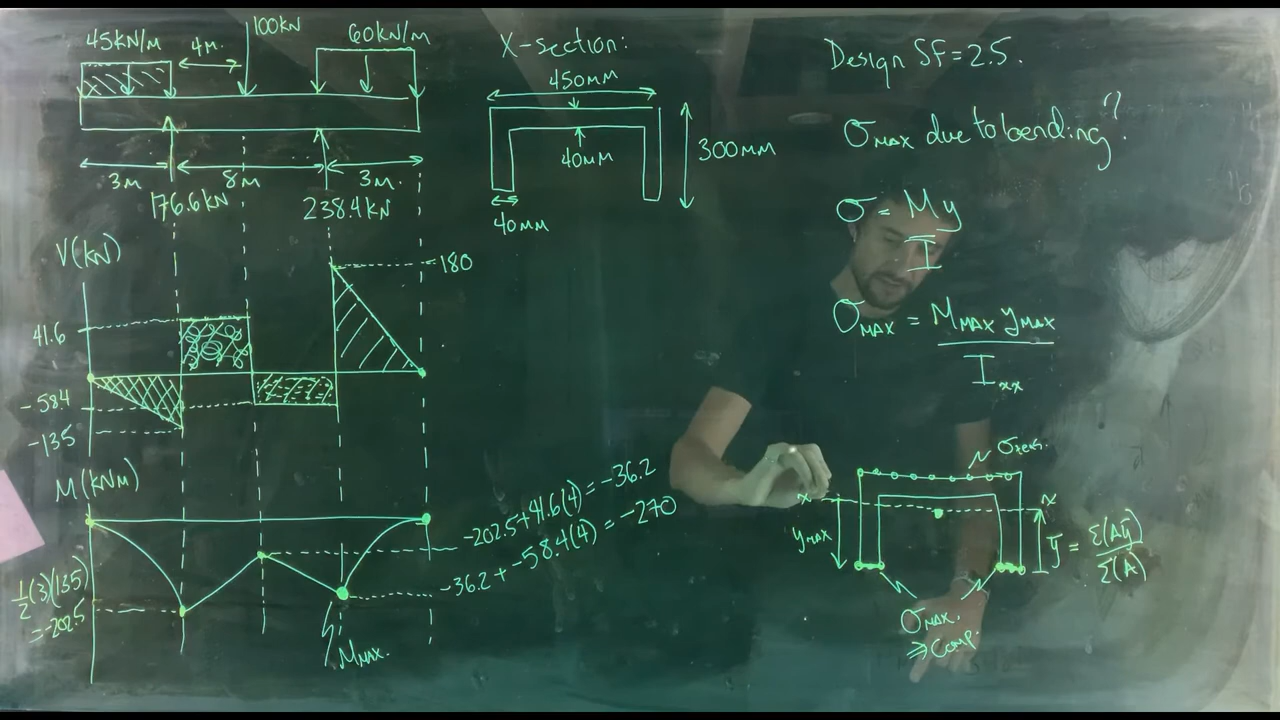 45KN/M
4M.
100KN
60KN/M
3M
8M
3M.
176.6KN
238.4KN
V(KN)
41.6
-58.4
-135
180
M(KNM)
½(3)(135)
=-202.5
-202.5+41.6(4)=-36.2
-36.2+-58.4(4)=-270
MMAX.
X-section:
450MM
40MM
300MM
40MM
Design SF=2.5.
σMAX due to bending?
σ = My/I
σMAX = MMAX yMAX / Ixx
x
x
yMAX
ȳ = Σ(Aȳ)/Σ(A)
σMAX.
⇒ Comp.